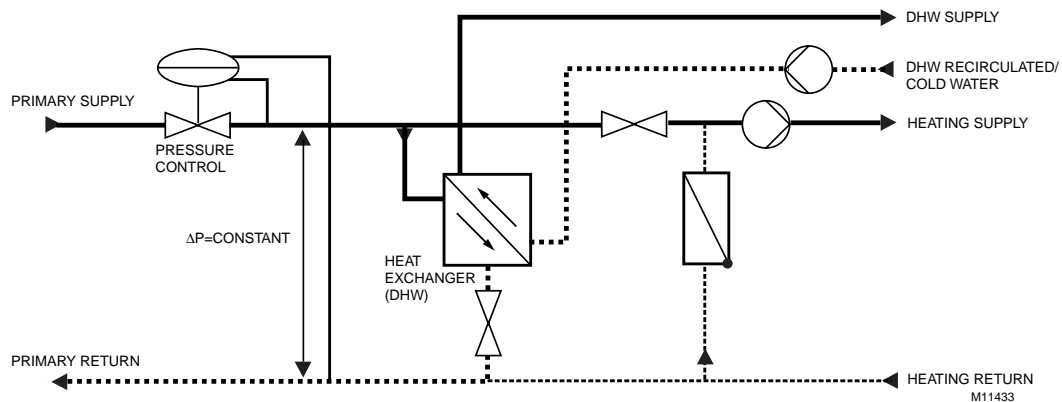 DHW SUPPLY
DHW RECIRCULATED/
COLD WATER
PRIMARY SUPPLY
HEATING SUPPLY
PRESSURE
CONTROL
∆P=CONSTANT
HEAT
EXCHANGER
(DHW)
PRIMARY RETURN
HEATING RETURN
M11433